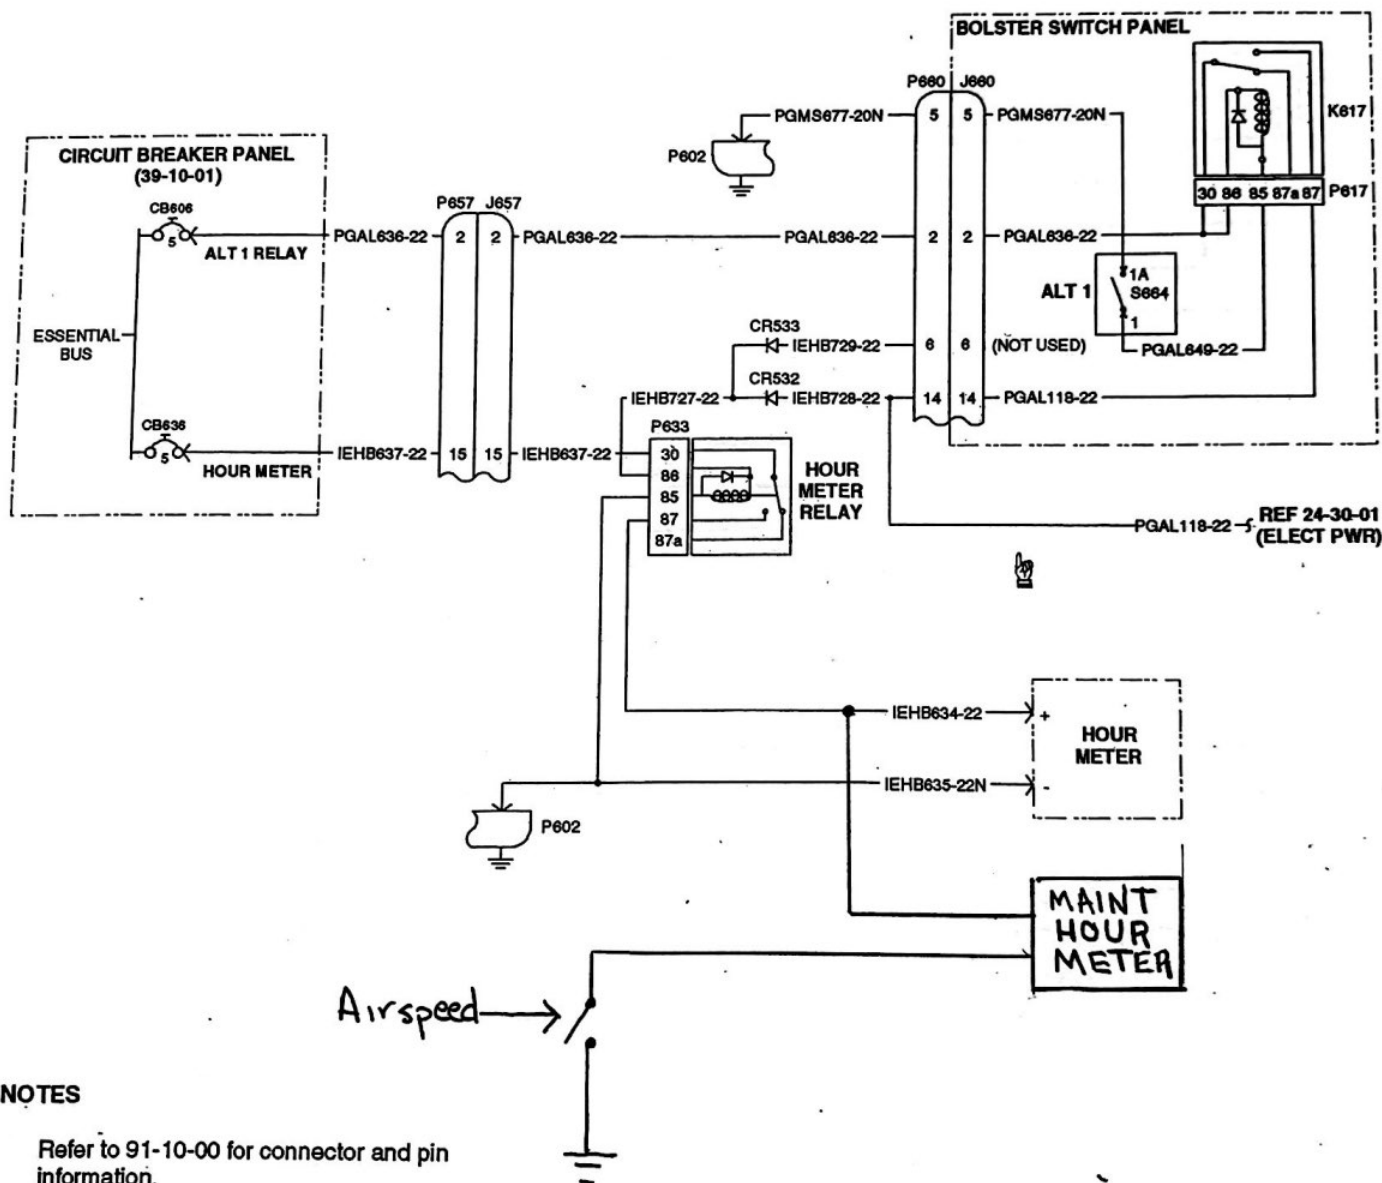 BOLSTER SWITCH PANEL
P660 J660
PGMS677-20N 5 5 PGMS677-20N
K617
P602
CIRCUIT BREAKER PANEL
(39-10-01)
30 86 85 87a 87 P617
CB606
5
ALT 1 RELAY
P657 J657
PGAL636-22 2 2 PGAL636-22 PGAL636-22 2 2 PGAL636-22
ALT 1
1A
S664
1
PGAL649-22
ESSENTIAL
BUS
CR533
IEHB729-22 6 6 (NOT USED)
CR532
IEHB727-22 IEHB728-22 14 14 PGAL118-22
CB636
5
HOUR METER
IEHB637-22 15 15 IEHB637-22
P633
30
86
85
87
87a
HOUR
METER
RELAY
PGAL118-22
REF 24-30-01
(ELECT PWR)
IEHB634-22 +
HOUR
METER
IEHB635-22N -
P602
MAINT
HOUR
METER
Airspeed
NOTES
Refer to 91-10-00 for connector and pin
information.